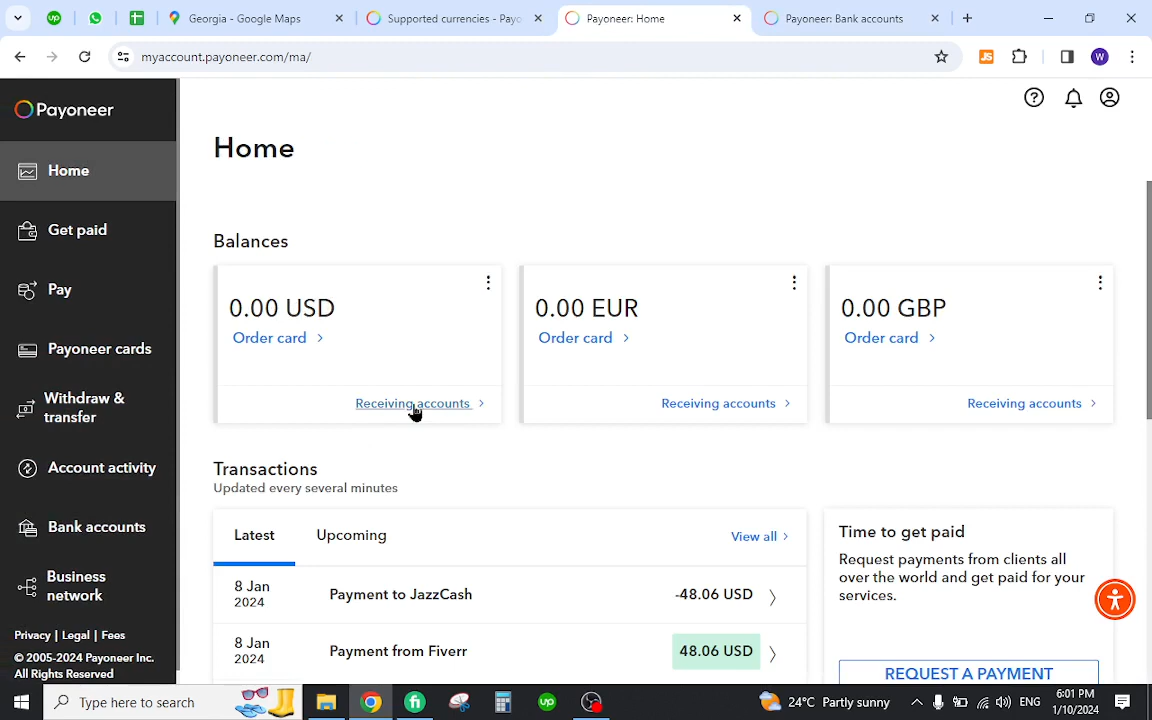 Georgia - Google Maps
Supported currencies - Payo
Payoneer: Home
Payoneer: Bank accounts
myaccount.payoneer.com/ma/
JS
W
Payoneer
Home
Get paid
Pay
Payoneer cards
Withdraw &
transfer
Account activity
Bank accounts
Business
network
Privacy | Legal | Fees
© 2005-2024 Payoneer Inc.
All Rights Reserved
Home
Balances
0.00 USD
Order card >
Receiving accounts >
0.00 EUR
Order card >
Receiving accounts >
0.00 GBP
Order card >
Receiving accounts >
Transactions
Updated every several minutes
Latest
Upcoming
View all >
8 Jan
2024
Payment to JazzCash
-48.06 USD
8 Jan
2024
Payment from Fiverr
48.06 USD
Time to get paid
Request payments from clients all
over the world and get paid for your
services.
REQUEST A PAYMENT
Type here to search
fi
up
24°C Partly sunny
ENG
6:01 PM
1/10/2024